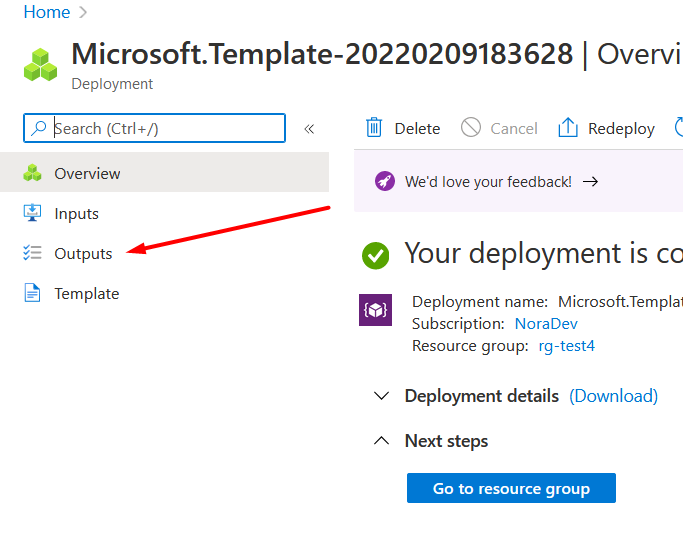 Home
Microsoft.Template-20220209183628 | Overvi
Deployment
Search (Ctrl+/)
«
Delete
Cancel
Redeploy
Overview
We'd love your feedback! →
Inputs
Outputs
Template
Your deployment is co
Deployment name: Microsoft.Templat
Subscription: NoraDev
Resource group: rg-test4
Deployment details (Download)
Next steps
Go to resource group